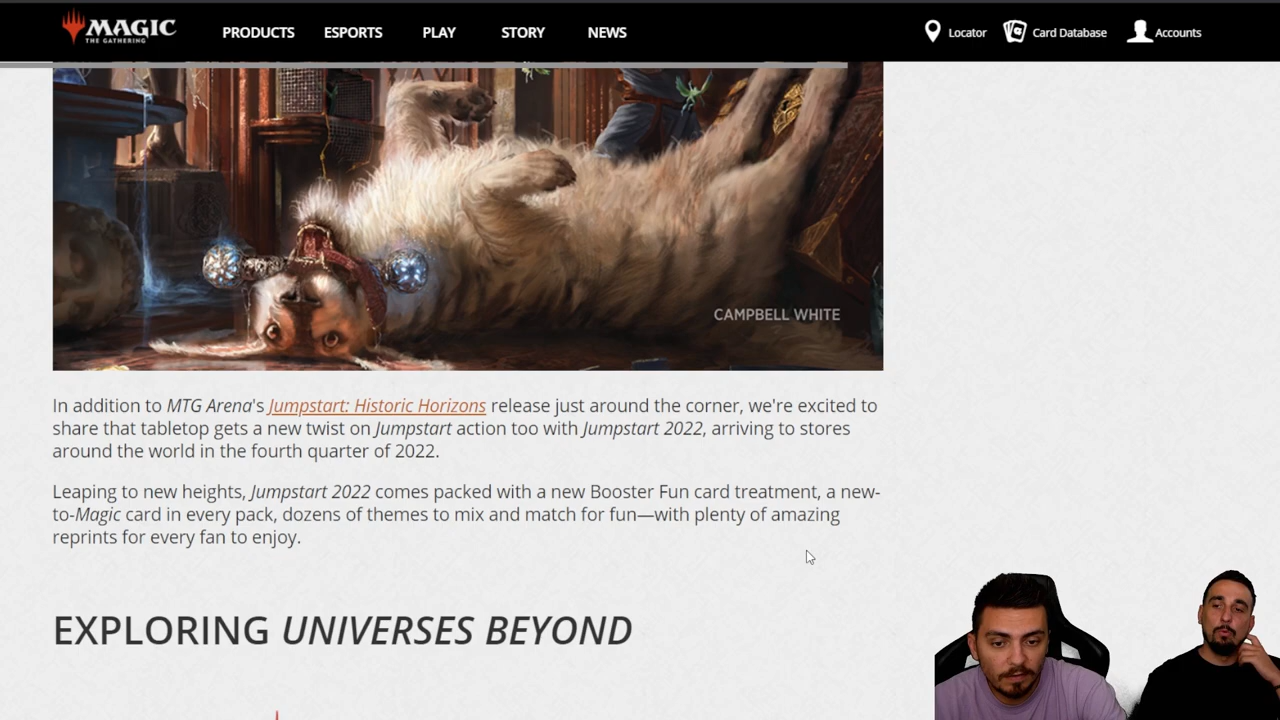 MAGIC
THE GATHERING
PRODUCTS
ESPORTS
PLAY
STORY
NEWS
Locator
Card Database
Accounts
CAMPBELL WHITE
In addition to MTG Arena's Jumpstart: Historic Horizons release just around the corner, we're excited to
share that tabletop gets a new twist on Jumpstart action too with Jumpstart 2022, arriving to stores
around the world in the fourth quarter of 2022.
Leaping to new heights, Jumpstart 2022 comes packed with a new Booster Fun card treatment, a new-
to-Magic card in every pack, dozens of themes to mix and match for fun—with plenty of amazing
reprints for every fan to enjoy.
EXPLORING UNIVERSES BEYOND